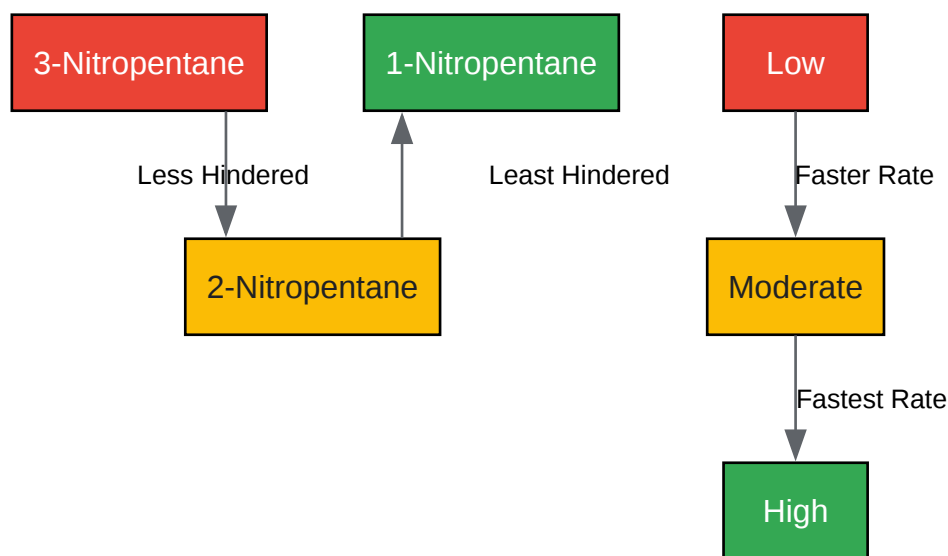 3-Nitropentane
1-Nitropentane
Low
Less Hindered
Least Hindered
Faster Rate
2-Nitropentane
Moderate
Fastest Rate
High